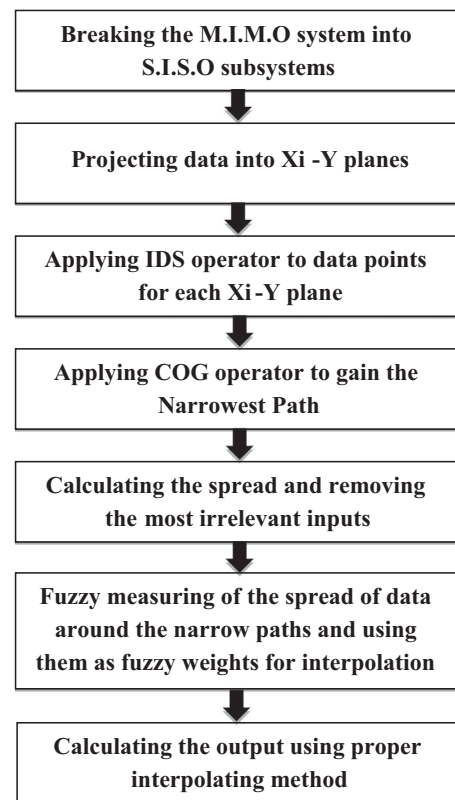 Breaking the M.I.M.O system into
S.I.S.O subsystems
Projecting data into Xi -Y planes
Applying IDS operator to data points
for each Xi -Y plane
Applying COG operator to gain the
Narrowest Path
Calculating the spread and removing
the most irrelevant inputs
Fuzzy measuring of the spread of data
around the narrow paths and using
them as fuzzy weights for interpolation
Calculating the output using proper
interpolating method